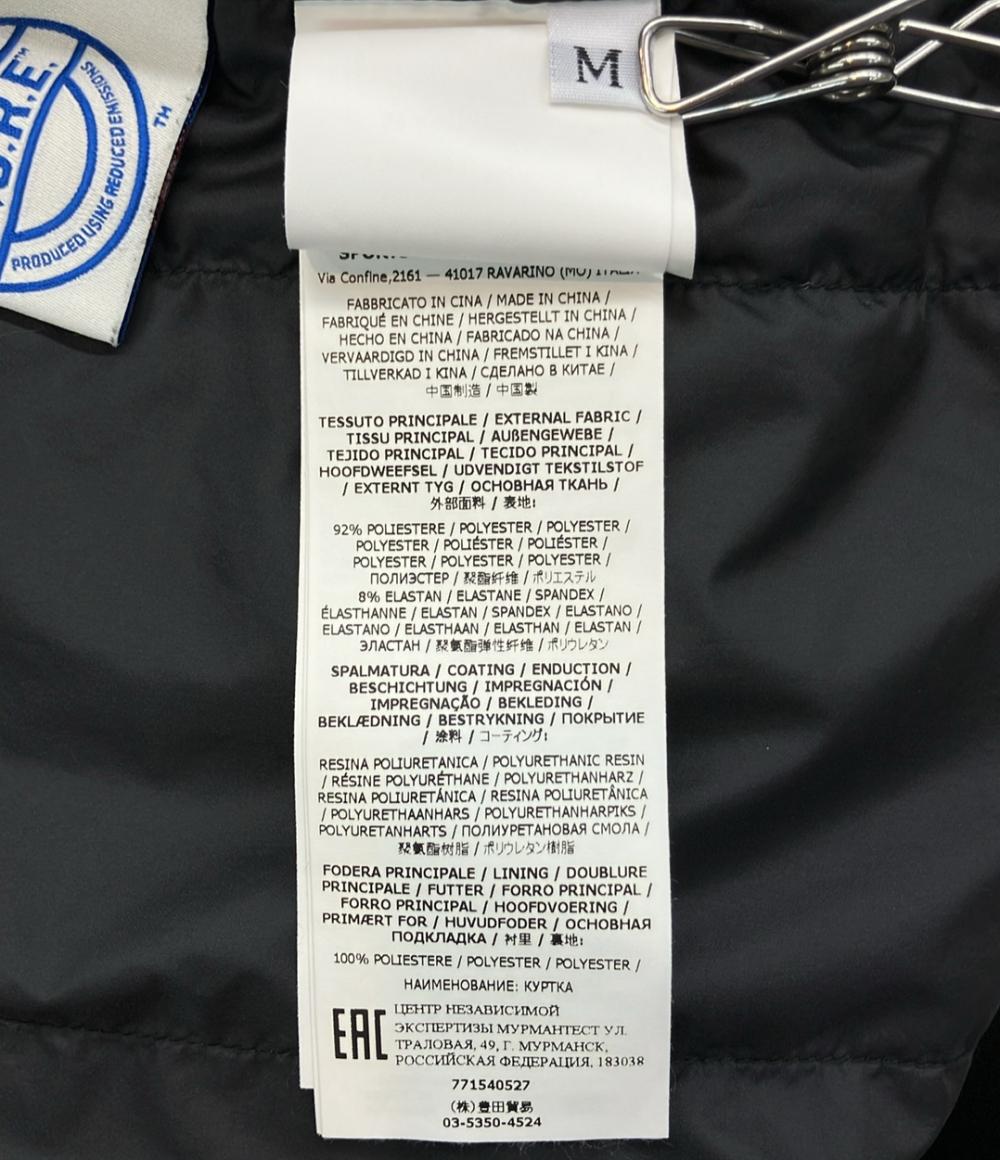 .R.E.™
PRODUCED USING REDUCED EMISSIONS
TM
M
Via Confine,2161 — 41017 RAVARINO (MO) ITALIA
FABBRICATO IN CINA / MADE IN CHINA /
FABRIQUÉ EN CHINE / HERGESTELLT IN CHINA /
HECHO EN CHINA / FABRICADO NA CHINA /
VERVAARDIGD IN CHINA / FREMSTILLET I KINA /
TILLVERKAD I KINA / СДЕЛАНО В КИТАЕ /
中国制造 / 中国製
TESSUTO PRINCIPALE / EXTERNAL FABRIC /
TISSU PRINCIPAL / AUßENGEWEBE /
TEJIDO PRINCIPAL / TECIDO PRINCIPAL /
HOOFDWEEFSEL / UDVENDIGT TEKSTILSTOF
/ EXTERNT TYG / ОСНОВНАЯ ТКАНЬ /
外部面料 / 表地:
92% POLIESTERE / POLYESTER / POLYESTER /
POLYESTER / POLIÉSTER / POLIÉSTER /
POLYESTER / POLYESTER / POLYESTER /
ПОЛИЭСТЕР / 聚酯纤维 / ポリエステル
8% ELASTAN / ELASTANE / SPANDEX /
ÉLASTHANNE / ELASTAN / SPANDEX / ELASTANO /
ELASTANO / ELASTHAAN / ELASTHAN / ELASTAN /
ЭЛАСТАН / 聚氨酯弹性纤维 / ポリウレタン
SPALMATURA / COATING / ENDUCTION /
BESCHICHTUNG / IMPREGNACIÓN /
IMPREGNAÇÃO / BEKLEDING /
BEKLÆDNING / BESTRYKNING / ПОКРЫТИЕ
/ 涂料 / コーティング:
RESINA POLIURETANICA / POLYURETHANIC RESIN
/ RÉSINE POLYURÉTHANE / POLYURETHANHARZ /
RESINA POLIURETÁNICA / RESINA POLIURETÂNICA
/ POLYURETHAANHARS / POLYURETHANHARPIKS /
POLYURETANHARTS / ПОЛИУРЕТАНОВАЯ СМОЛА /
聚氨酯树脂 / ポリウレタン樹脂
FODERA PRINCIPALE / LINING / DOUBLURE
PRINCIPALE / FUTTER / FORRO PRINCIPAL /
FORRO PRINCIPAL / HOOFDVOERING /
PRIMÆRT FOR / HUVUDFODER / ОСНОВНАЯ
ПОДКЛАДКА / 衬里 / 裏地:
100% POLIESTERE / POLYESTER / POLYESTER /
НАИМЕНОВАНИЕ: КУРТКА
EAC
ЦЕНТР НЕЗАВИСИМОЙ
ЭКСПЕРТИЗЫ МУРМАНТЕСТ УЛ.
ТРАЛОВАЯ, 49, Г. МУРМАНСК,
РОССИЙСКАЯ ФЕДЕРАЦИЯ, 183038
771540527
(株)豊田貿易
03-5350-4524